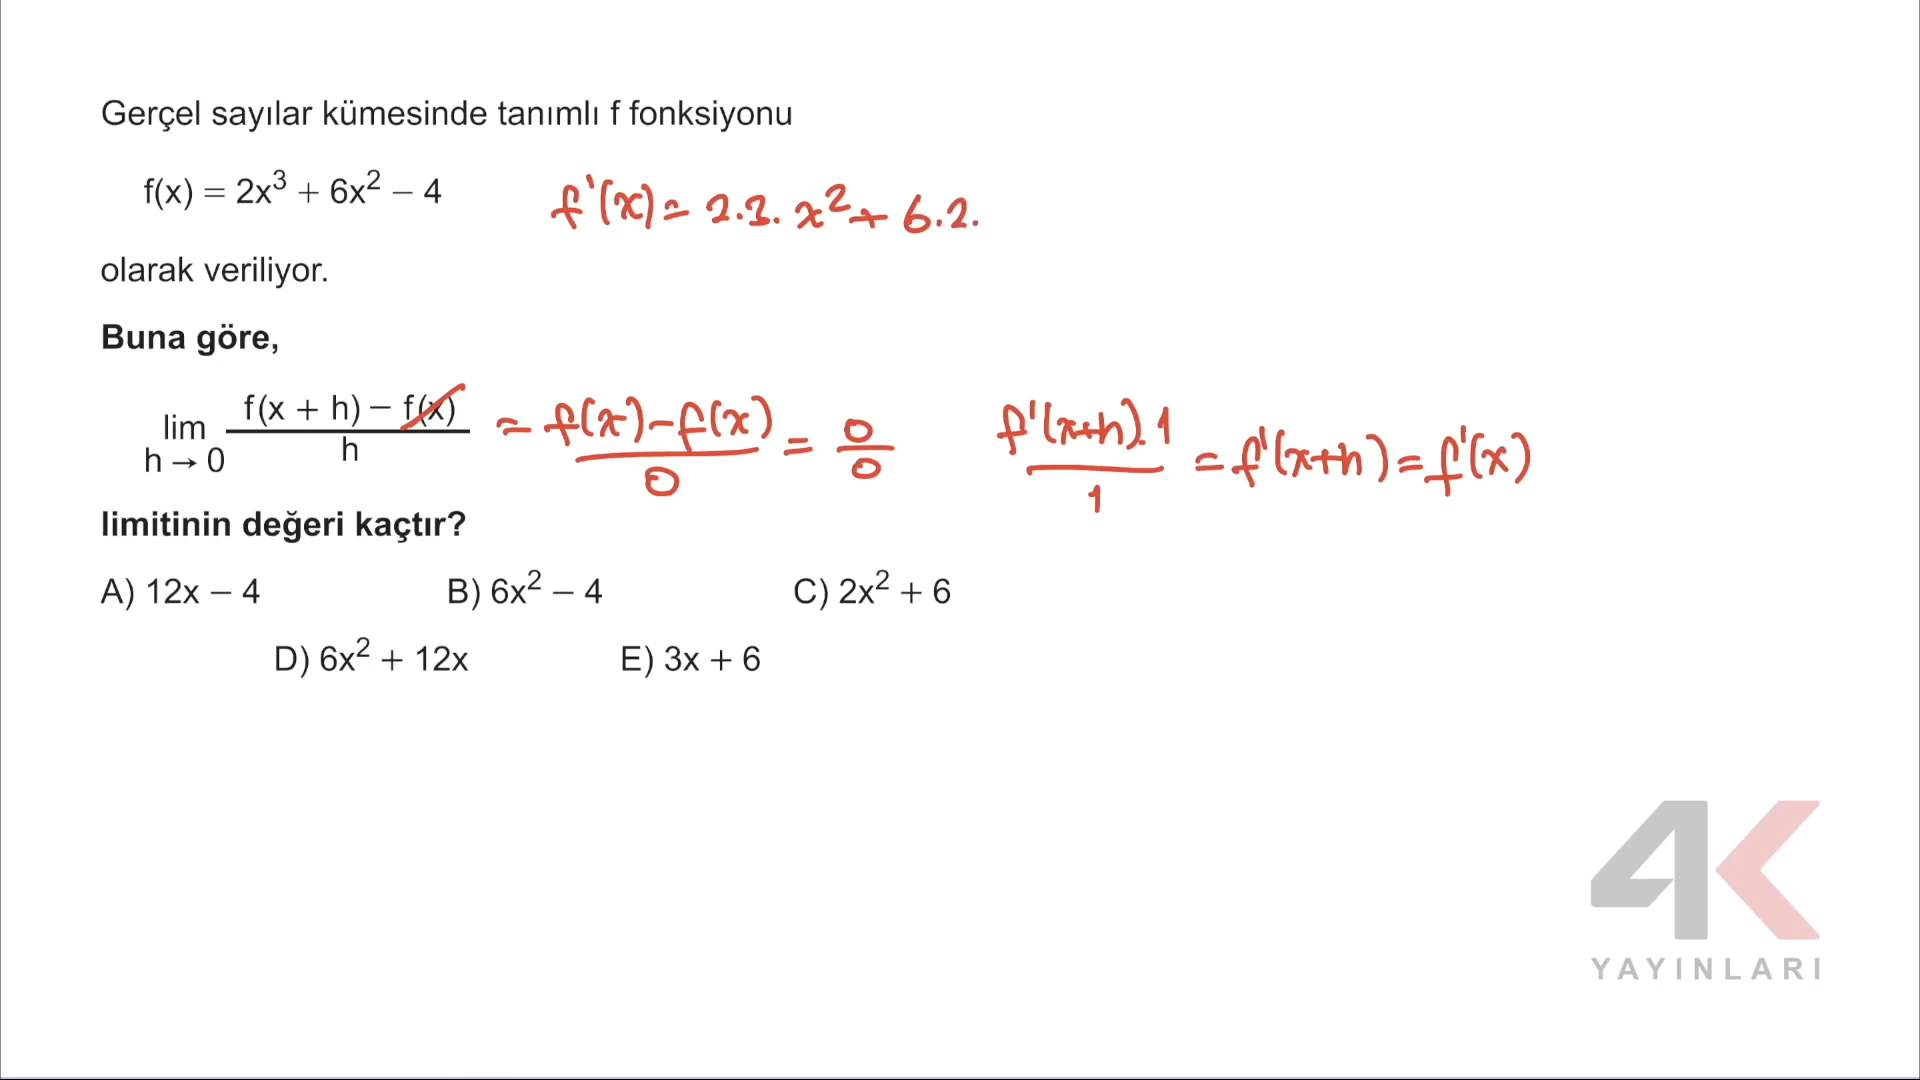 Gerçel sayılar kümesinde tanımlı f fonksiyonu
f(x) = 2x³ + 6x² – 4
f'(x) = 2.3. x² + 6.2.
olarak veriliyor.
Buna göre,
lim h → 0 f(x + h) – f(x) / h = f(x) – f(x) / 0 = 0 / 0
f'(x+h).1 / 1 = f'(x+h) = f'(x)
limitinin değeri kaçtır?
A) 12x – 4 B) 6x² – 4 C) 2x² + 6
D) 6x² + 12x E) 3x + 6
4K
YAYINLARI